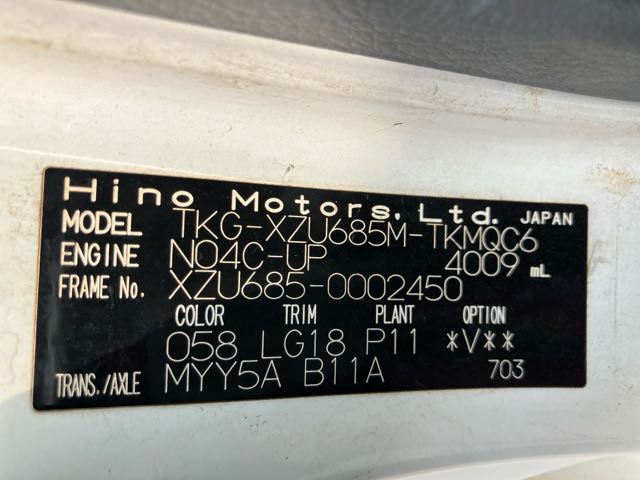 Hino Motors, Ltd. JAPAN
MODEL TKG-XZU685M-TKMQC6
ENGINE N04C-UP 4009 mL
FRAME No. XZU685-0002450
COLOR TRIM PLANT OPTION
058 LG18 P11 *V**
TRANS./AXLE MYY5A B11A 703